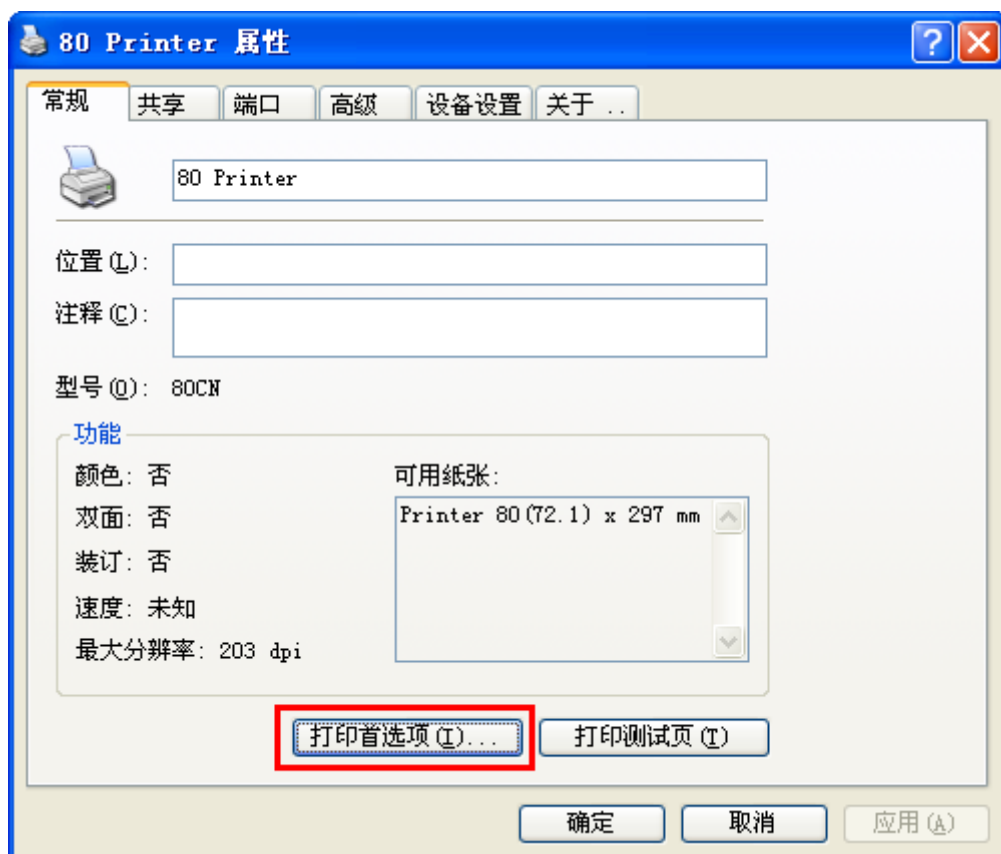 80 Printer 属性
常规 共享 端口 高级 设备设置 关于 ..
80 Printer
位置(L):
注释(C):
型号(O): 80CN
功能
颜色: 否
双面: 否
装订: 否
速度: 未知
最大分辨率: 203 dpi
可用纸张:
Printer 80(72.1) x 297 mm
打印首选项(I)... 打印测试页(T)
确定 取消 应用(A)